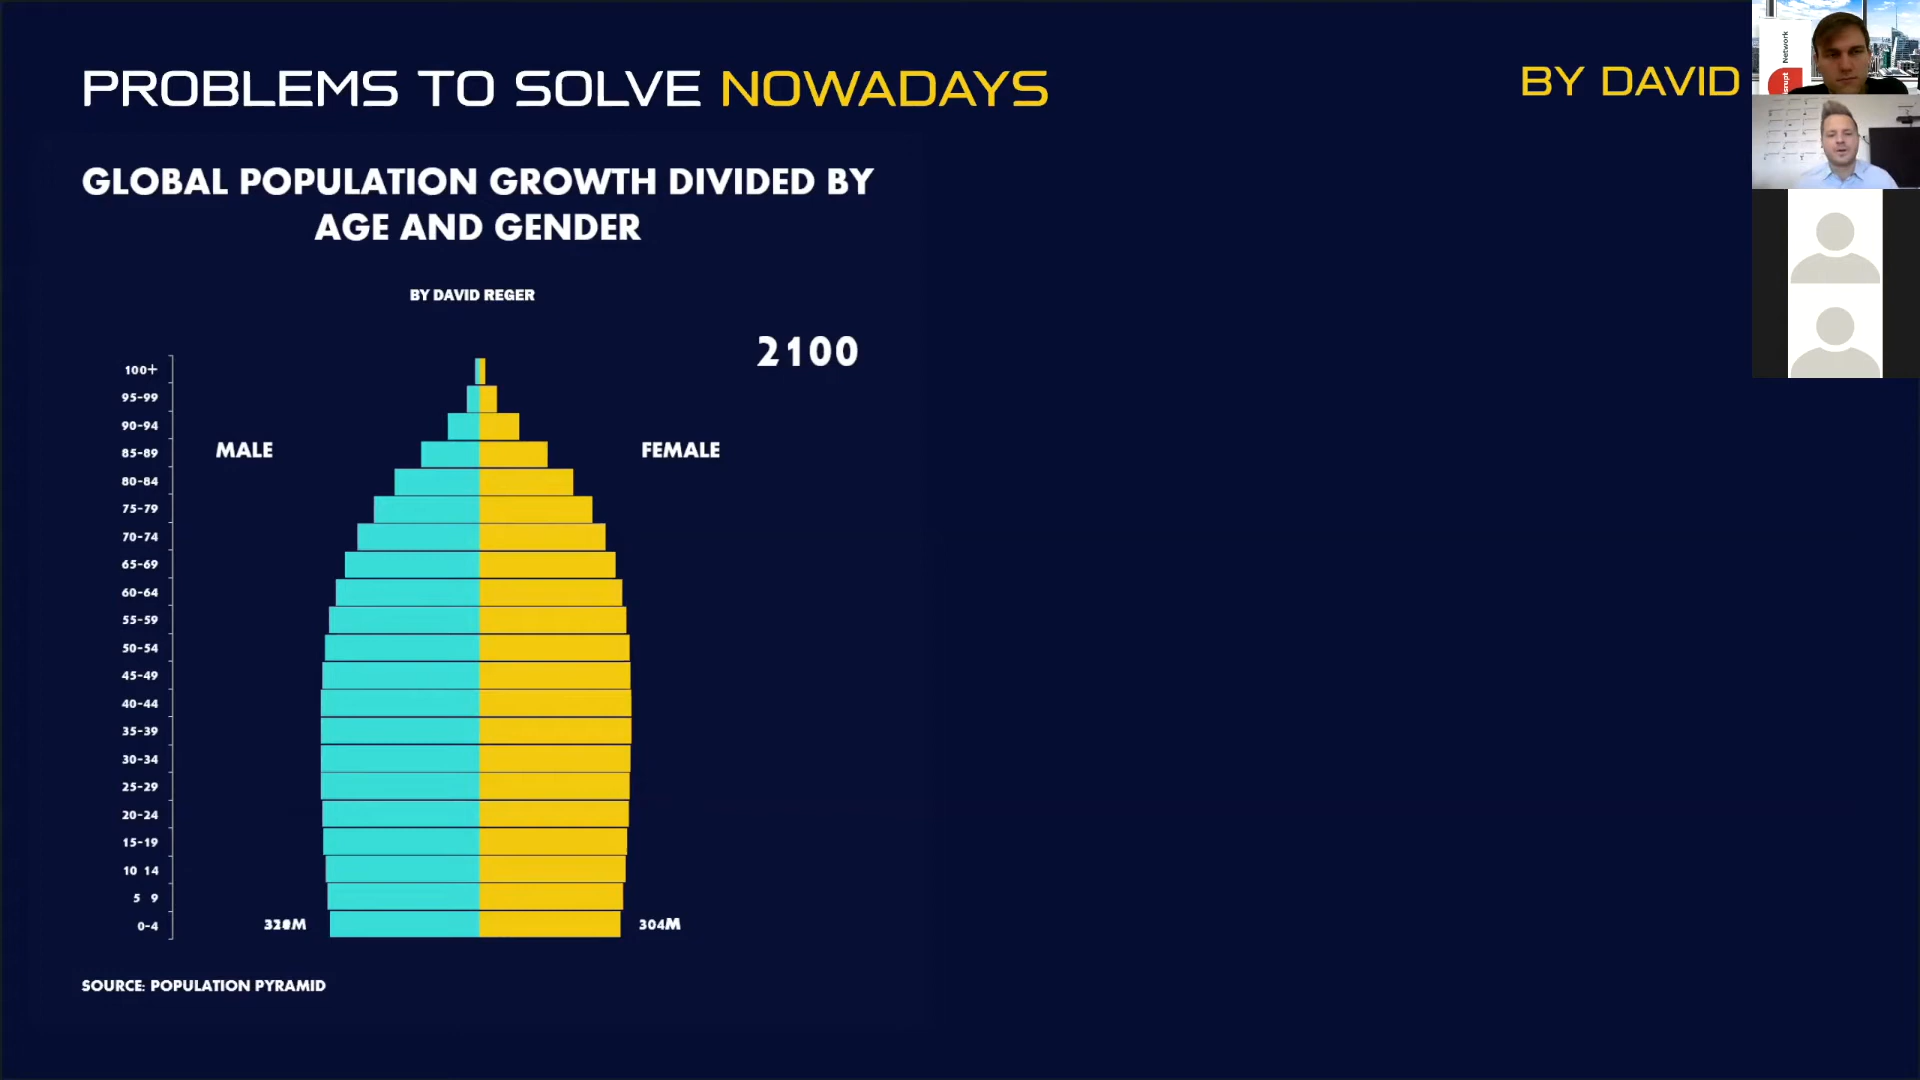 PROBLEMS TO SOLVE NOWADAYS
BY DAVID
Network
GLOBAL POPULATION GROWTH DIVIDED BY
AGE AND GENDER
BY DAVID REGER
2100
100+
95-99
90-94
MALE
FEMALE
85-89
80-84
75-79
70-74
65-69
60-64
55-59
50-54
45-49
40-44
35-39
30-34
25-29
20-24
15-19
10 14
5 9
0-4
304M
SOURCE: POPULATION PYRAMID